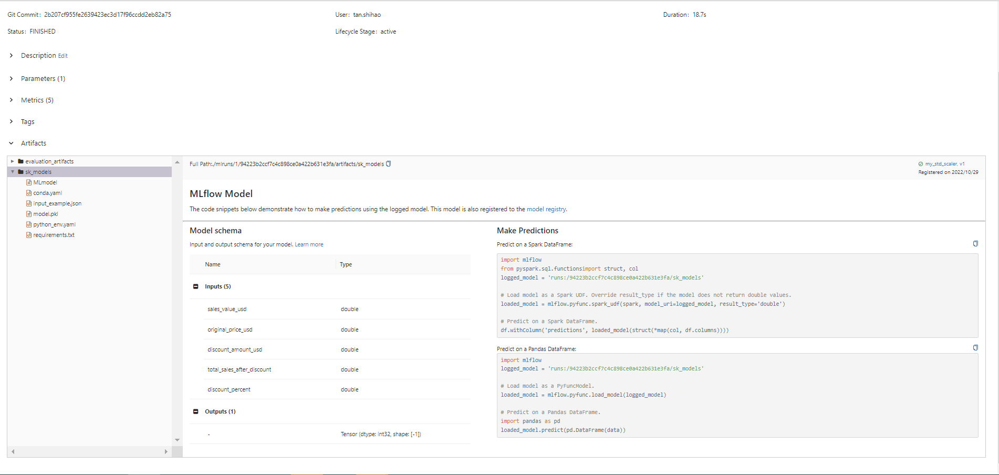 Git Commit: 2b207cf955fe2639423ec3d17f96ccdd2eb82a75
User: tan.shihao
Duration: 18.7s
Status: FINISHED
Lifecycle Stage: active
Description Edit
Parameters (1)
Metrics (5)
Tags
Artifacts
evaluation_artifacts
sk_models
MLmodel
conda.yaml
input_example.json
model.pkl
python_env.yaml
requirements.txt
Full Path:./mlruns/1/94223b2ccf7c4c898ce0a422b631e3fa/artifacts/sk_models
my_std_scaler, v1
Registered on 2022/10/29
MLflow Model
The code snippets below demonstrate how to make predictions using the logged model. This model is also registered to the model registry.
Model schema
Input and output schema for your model. Learn more
Name Type
Inputs (5)
sales_value_usd double
original_price_usd double
discount_amount_usd double
total_sales_after_discount double
discount_percent double
Outputs (1)
- Tensor (dtype: int32, shape: [-1])
Make Predictions
Predict on a Spark DataFrame:
import mlflow
from pyspark.sql.functionsimport struct, col
logged_model = 'runs:/94223b2ccf7c4c898ce0a422b631e3fa/sk_models'
# Load model as a Spark UDF. Override result_type if the model does not return double values.
loaded_model = mlflow.pyfunc.spark_udf(spark, model_uri=logged_model, result_type='double')
# Predict on a Spark DataFrame.
df.withColumn('predictions', loaded_model(struct(*map(col, df.columns))))
Predict on a Pandas DataFrame:
import mlflow
logged_model = 'runs:/94223b2ccf7c4c898ce0a422b631e3fa/sk_models'
# Load model as a PyFuncModel.
loaded_model = mlflow.pyfunc.load_model(logged_model)
# Predict on a Pandas DataFrame.
import pandas as pd
loaded_model.predict(pd.DataFrame(data))